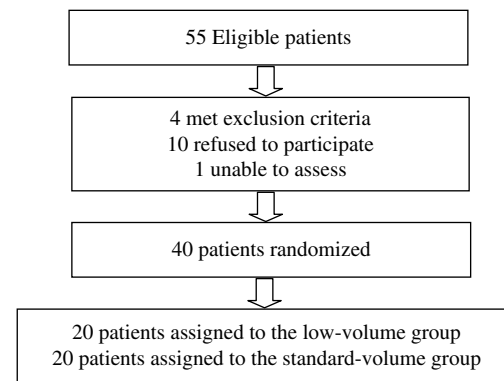 55 Eligible patients
4 met exclusion criteria
10 refused to participate
1 unable to assess
40 patients randomized
20 patients assigned to the low-volume group
20 patients assigned to the standard-volume group